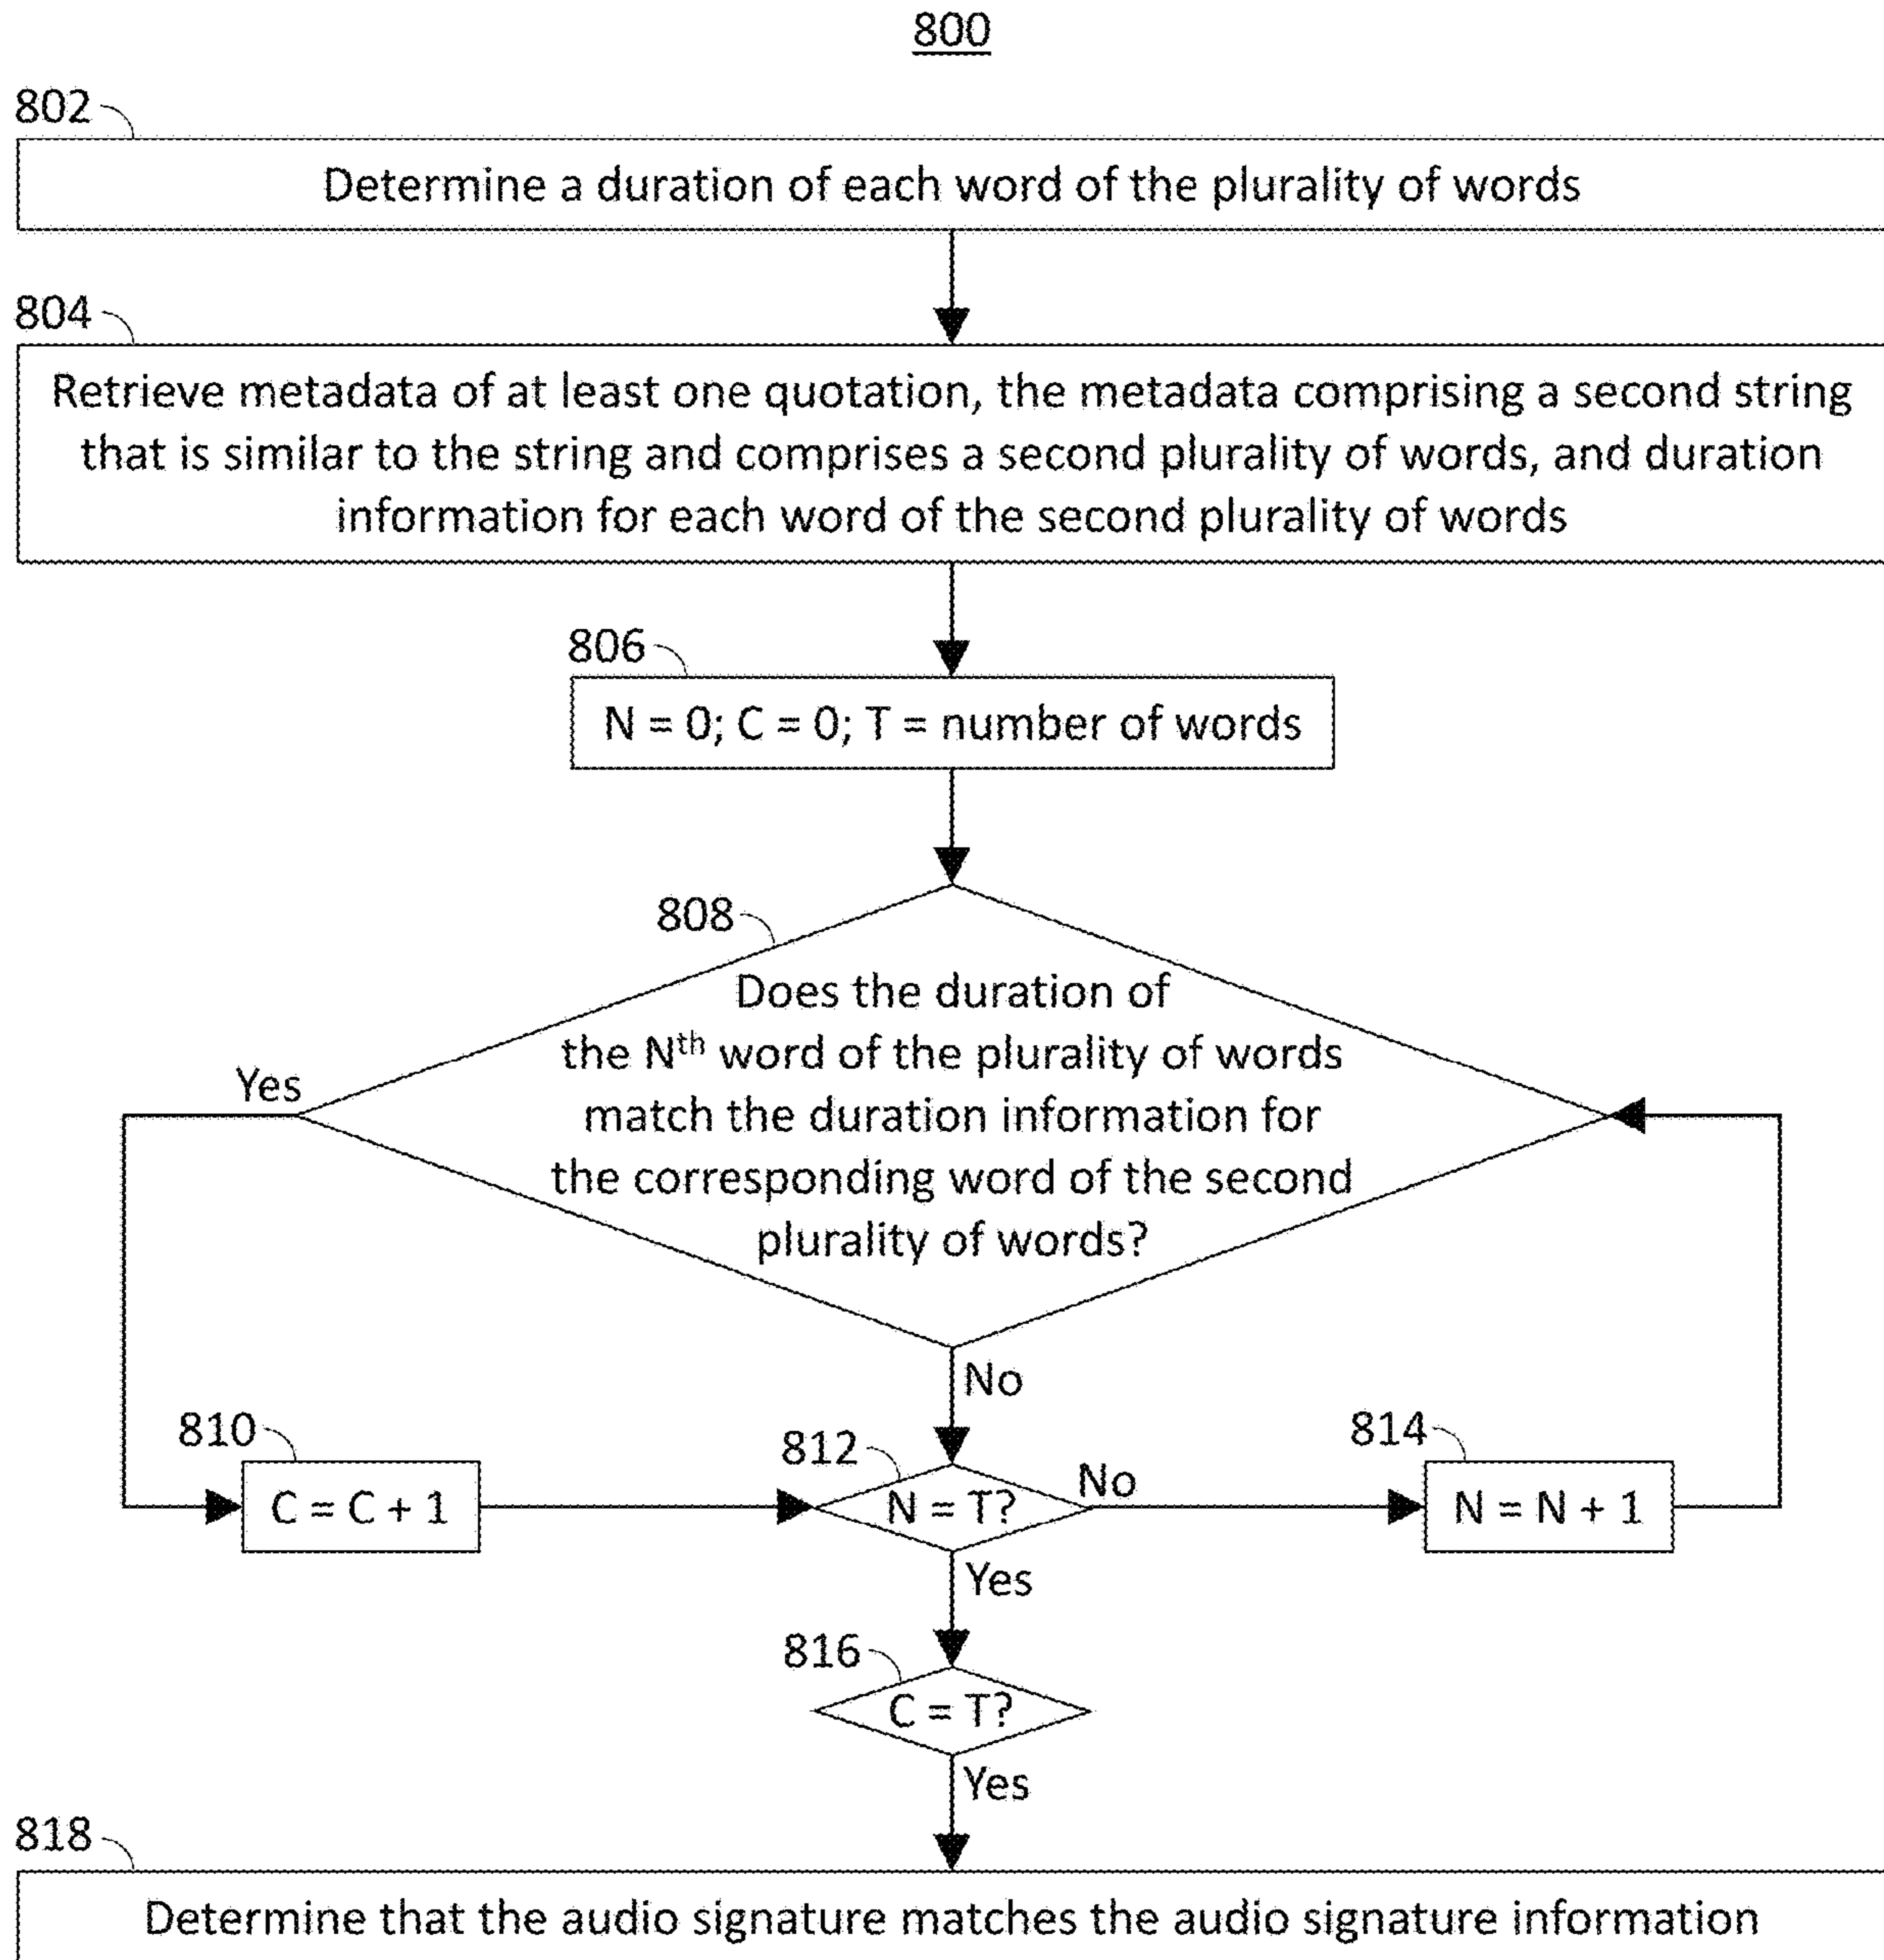 800
802
Determine a duration of each word of the plurality of words
804
Retrieve metadata of at least one quotation, the metadata comprising a second string
that is similar to the string and comprises a second plurality of words, and duration
information for each word of the second plurality of words
806
N = 0; C = 0; T = number of words
808
Does the duration of
the Nth word of the plurality of words
match the duration information for
the corresponding word of the second
plurality of words?
Yes
No
810
C = C + 1
812
N = T?
No
814
N = N + 1
Yes
816
C = T?
Yes
818
Determine that the audio signature matches the audio signature information